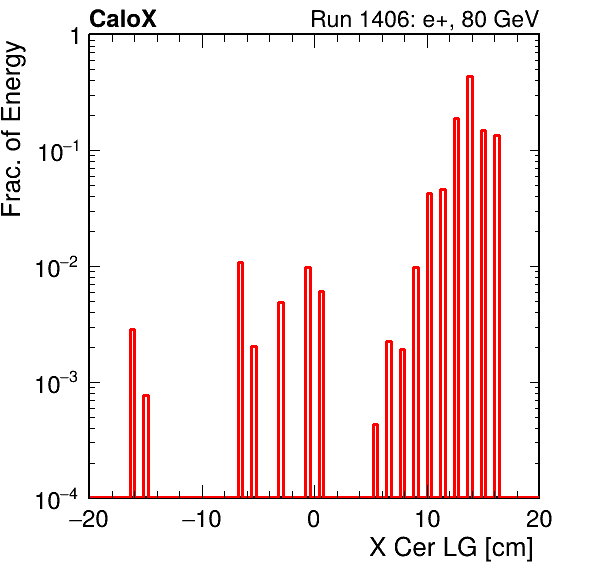 CaloX Run 1406: e+, 80 GeV
Frac. of Energy
1
10⁻¹
10⁻²
10⁻³
10⁻⁴
−20 −10 0 10 20
X Cer LG [cm]